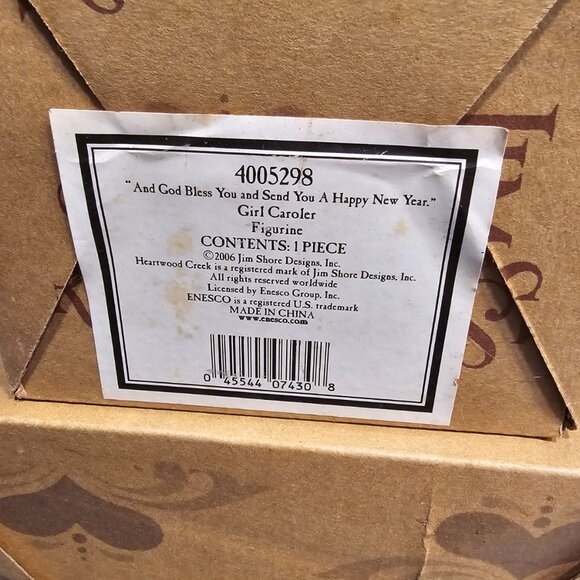 4005298
"And God Bless You and Send You A Happy New Year."
Girl Caroler
Figurine
CONTENTS: 1 PIECE
©2006 Jim Shore Designs, Inc.
Heartwood Creek is a registered mark of Jim Shore Designs, Inc.
All rights reserved worldwide
Licensed by Enesco Group, Inc.
ENESCO is a registered U.S. trademark
MADE IN CHINA
www.enesco.com
0 45544 07430 8